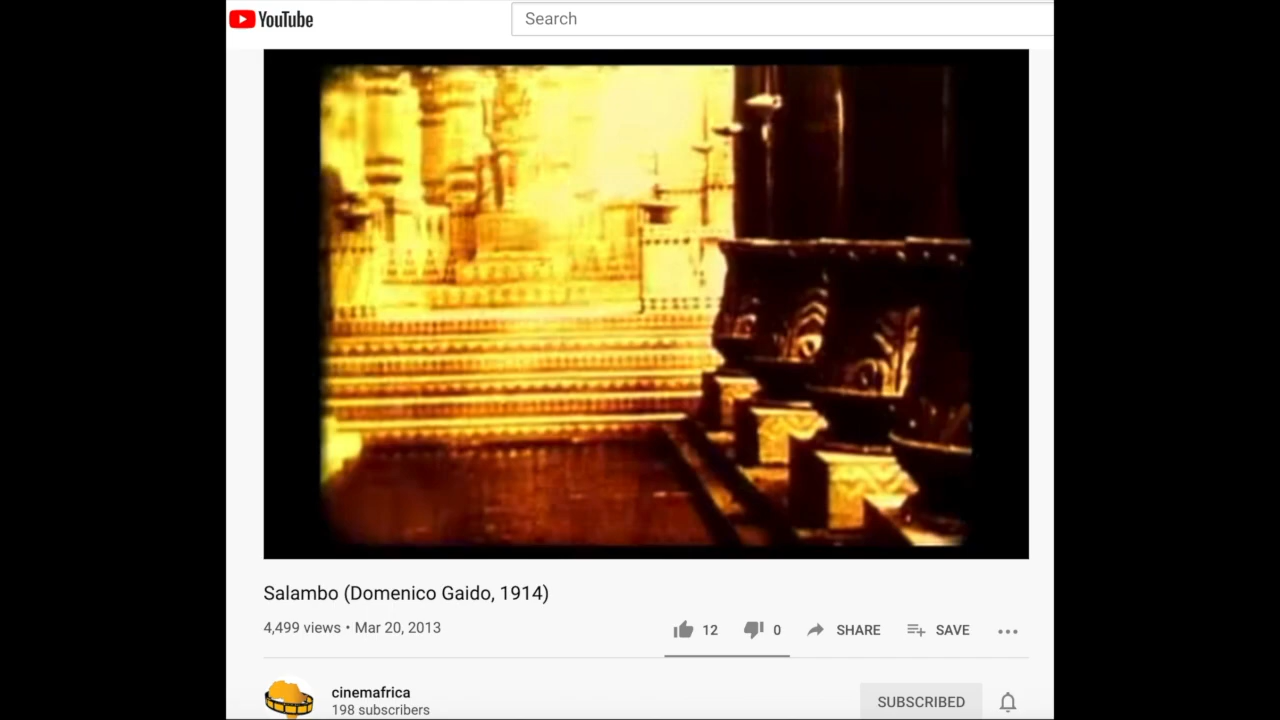 YouTube
Search
Salambo (Domenico Gaido, 1914)
4,499 views • Mar 20, 2013
12
0
SHARE
SAVE
cinemafrica
198 subscribers
SUBSCRIBED